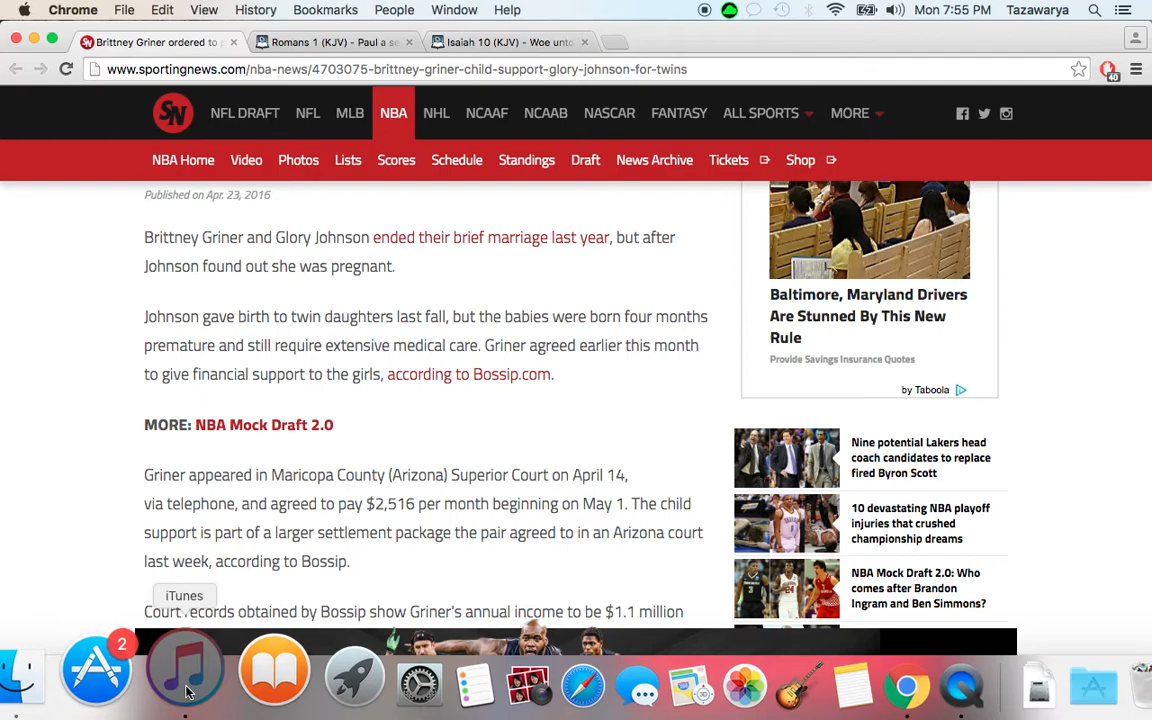 Chrome File Edit View History Bookmarks People Window Help Mon 7:55 PM Tazawarya
Brittney Griner ordered to p
Romans 1 (KJV) - Paul a se
Isaiah 10 (KJV) - Woe unto
www.sportingnews.com/nba-news/4703075-brittney-griner-child-support-glory-johnson-for-twins
40
SN NFL DRAFT NFL MLB NBA NHL NCAAF NCAAB NASCAR FANTASY ALL SPORTS MORE
NBA Home Video Photos Lists Scores Schedule Standings Draft News Archive Tickets Shop
Published on Apr. 23, 2016
Brittney Griner and Glory Johnson ended their brief marriage last year, but after
Johnson found out she was pregnant.
Johnson gave birth to twin daughters last fall, but the babies were born four months
premature and still require extensive medical care. Griner agreed earlier this month
to give financial support to the girls, according to Bossip.com.
MORE: NBA Mock Draft 2.0
Griner appeared in Maricopa County (Arizona) Superior Court on April 14,
via telephone, and agreed to pay $2,516 per month beginning on May 1. The child
support is part of a larger settlement package the pair agreed to in an Arizona court
last week, according to Bossip.
Court records obtained by Bossip show Griner's annual income to be $1.1 million
Baltimore, Maryland Drivers
Are Stunned By This New
Rule
Provide Savings Insurance Quotes
by Taboola
Nine potential Lakers head
coach candidates to replace
fired Byron Scott
10 devastating NBA playoff
injuries that crushed
championship dreams
NBA Mock Draft 2.0: Who
comes after Brandon
Ingram and Ben Simmons?
iTunes
2